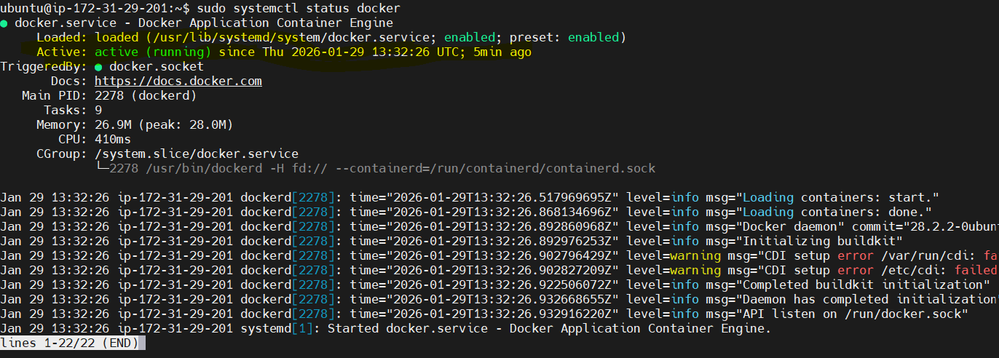 ubuntu@ip-172-31-29-201:~$ sudo systemctl status docker
● docker.service - Docker Application Container Engine
     Loaded: loaded (/usr/lib/systemd/system/docker.service; enabled; preset: enabled)
     Active: active (running) since Thu 2026-01-29 13:32:26 UTC; 5min ago
TriggeredBy: ● docker.socket
       Docs: https://docs.docker.com
   Main PID: 2278 (dockerd)
      Tasks: 9
     Memory: 26.9M (peak: 28.0M)
        CPU: 410ms
     CGroup: /system.slice/docker.service
             └─2278 /usr/bin/dockerd -H fd:// --containerd=/run/containerd/containerd.sock
Jan 29 13:32:26 ip-172-31-29-201 dockerd[2278]: time="2026-01-29T13:32:26.517969695Z" level=info msg="Loading containers: start."
Jan 29 13:32:26 ip-172-31-29-201 dockerd[2278]: time="2026-01-29T13:32:26.868134696Z" level=info msg="Loading containers: done."
Jan 29 13:32:26 ip-172-31-29-201 dockerd[2278]: time="2026-01-29T13:32:26.892860968Z" level=info msg="Docker daemon" commit="28.2.2-0ubun
Jan 29 13:32:26 ip-172-31-29-201 dockerd[2278]: time="2026-01-29T13:32:26.892976253Z" level=info msg="Initializing buildkit"
Jan 29 13:32:26 ip-172-31-29-201 dockerd[2278]: time="2026-01-29T13:32:26.902796429Z" level=warning msg="CDI setup error /var/run/cdi: fa
Jan 29 13:32:26 ip-172-31-29-201 dockerd[2278]: time="2026-01-29T13:32:26.902827209Z" level=warning msg="CDI setup error /etc/cdi: failed
Jan 29 13:32:26 ip-172-31-29-201 dockerd[2278]: time="2026-01-29T13:32:26.922506072Z" level=info msg="Completed buildkit initialization"
Jan 29 13:32:26 ip-172-31-29-201 dockerd[2278]: time="2026-01-29T13:32:26.932668655Z" level=info msg="Daemon has completed initialization"
Jan 29 13:32:26 ip-172-31-29-201 dockerd[2278]: time="2026-01-29T13:32:26.932916220Z" level=info msg="API listen on /run/docker.sock"
Jan 29 13:32:26 ip-172-31-29-201 systemd[1]: Started docker.service - Docker Application Container Engine.
lines 1-22/22 (END)